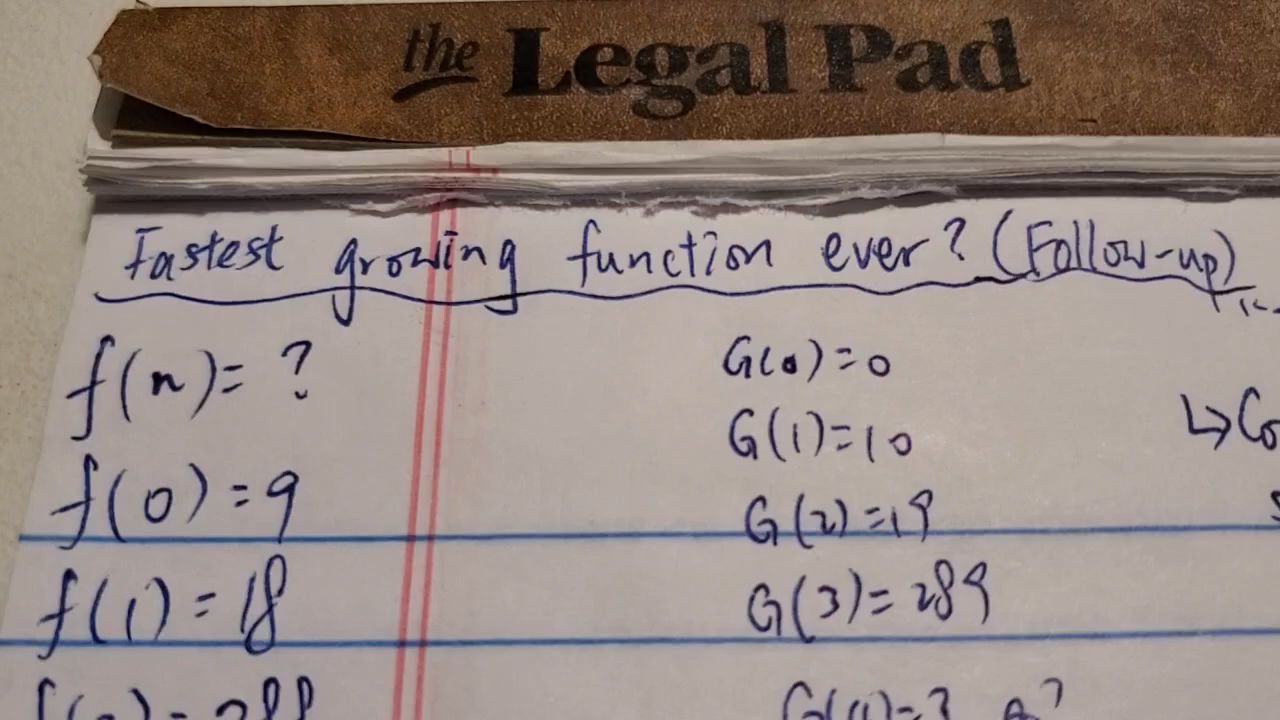 the Legal Pad
Fastest growing function ever? (Follow-up)
f(n)= ?
G(0)=0
f(0)=9
G(1)=10
G(2)=19
f(1)=18
G(3)=289